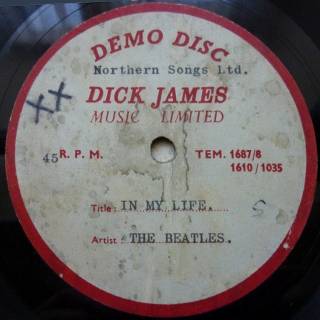 DEMO DISC
Northern Songs Ltd.
XX
DICK JAMES
MUSIC LIMITED
45 R. P. M.
TEM. 1687/8
1610 / 1035
Title: IN MY LIFE.
Artist: THE BEATLES.